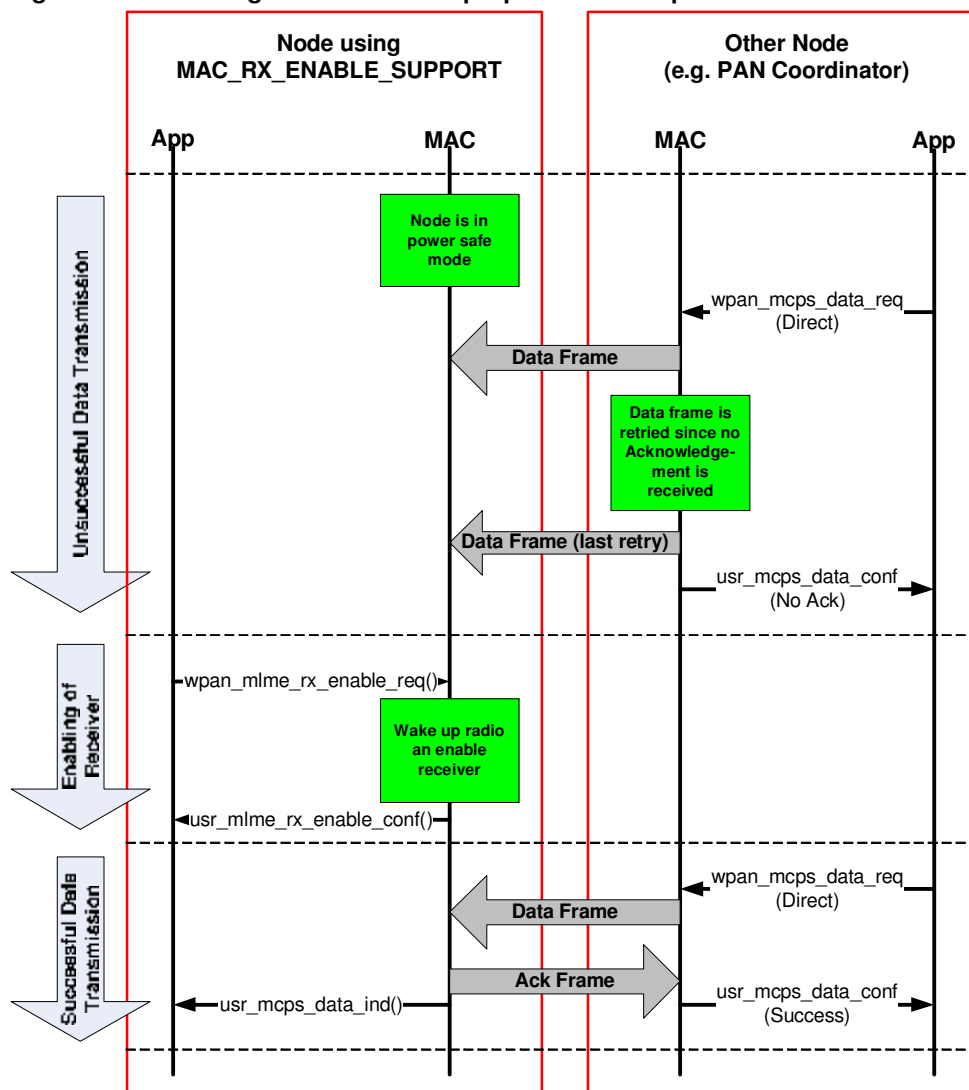 Node using
MAC_RX_ENABLE_SUPPORT
Other Node
(e.g. PAN Coordinator)
App
MAC
MAC
App
Unsuccessful Data Transmission
Node is in
power safe
mode
wpan_mcps_data_req
(Direct)
Data Frame
Data frame is
retried since no
Acknowledge-
ment is
received
Data Frame (last retry)
usr_mcps_data_conf
(No Ack)
Enabling of
Receiver
wpan_mlme_rx_enable_req()
Wake up radio
an enable
receiver
usr_mlme_rx_enable_conf()
Successful Data
Transmission
wpan_mcps_data_req
(Direct)
Data Frame
Ack Frame
usr_mcps_data_ind()
usr_mcps_data_conf
(Success)